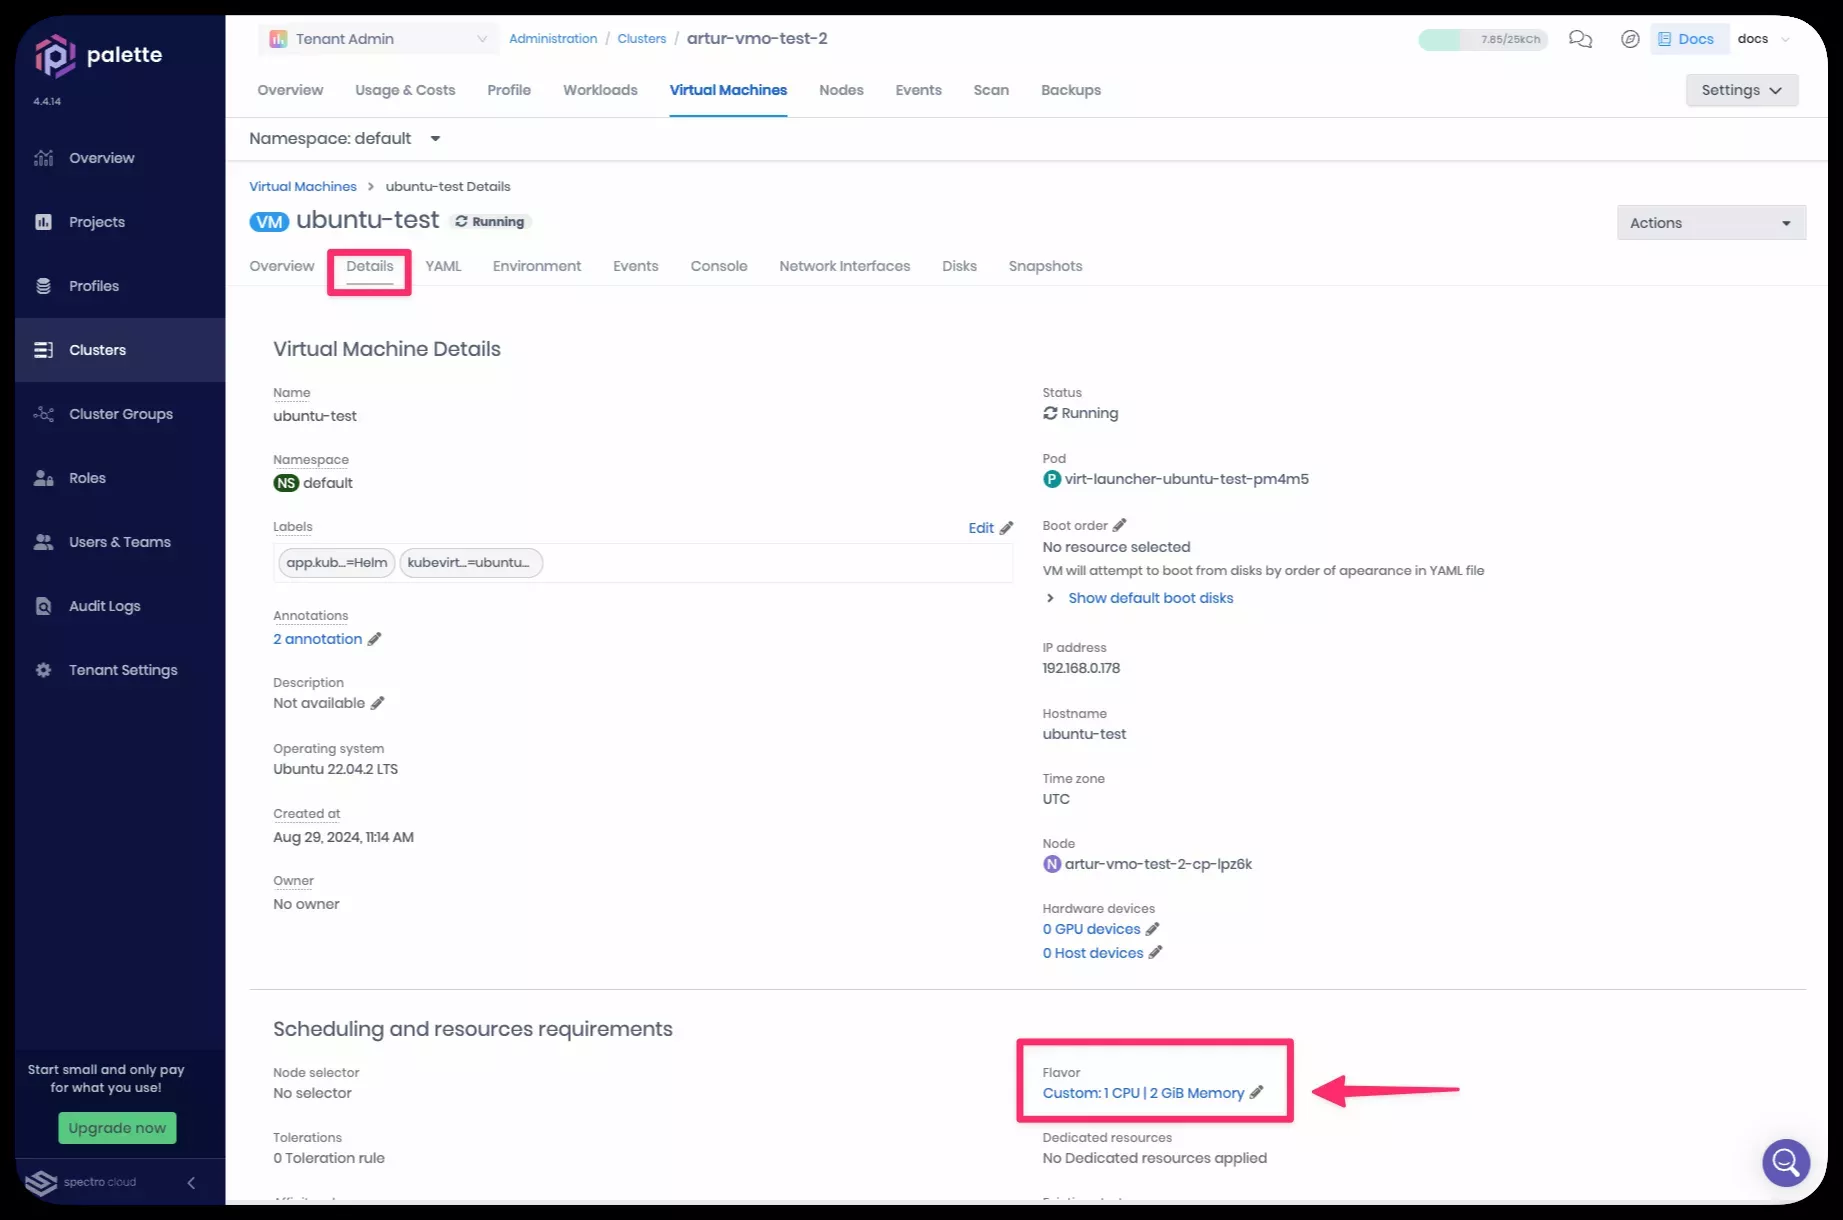 palette
4.4.14
Overview
Projects
Profiles
Clusters
Cluster Groups
Roles
Users & Teams
Audit Logs
Tenant Settings
Start small and only pay
for what you use!
Upgrade now
spectro cloud
Tenant Admin
Administration / Clusters / artur-vmo-test-2
7.85/25kCh
Docs
docs
Overview Usage & Costs Profile Workloads Virtual Machines Nodes Events Scan Backups
Settings
Namespace: default
Virtual Machines > ubuntu-test Details
VM ubuntu-test Running
Actions
Overview Details YAML Environment Events Console Network Interfaces Disks Snapshots
Virtual Machine Details
Name
ubuntu-test
Namespace
NS default
Labels
Edit
app.kub...=Helm kubevirt...=ubuntu...
Annotations
2 annotation
Description
Not available
Operating system
Ubuntu 22.04.2 LTS
Created at
Aug 29, 2024, 11:14 AM
Owner
No owner
Status
Running
Pod
P virt-launcher-ubuntu-test-pm4m5
Boot order
No resource selected
VM will attempt to boot from disks by order of apearance in YAML file
> Show default boot disks
IP address
192.168.0.178
Hostname
ubuntu-test
Time zone
UTC
Node
N artur-vmo-test-2-cp-lpz6k
Hardware devices
0 GPU devices
0 Host devices
Scheduling and resources requirements
Node selector
No selector
Tolerations
0 Toleration rule
Flavor
Custom: 1 CPU | 2 GiB Memory
Dedicated resources
No Dedicated resources applied